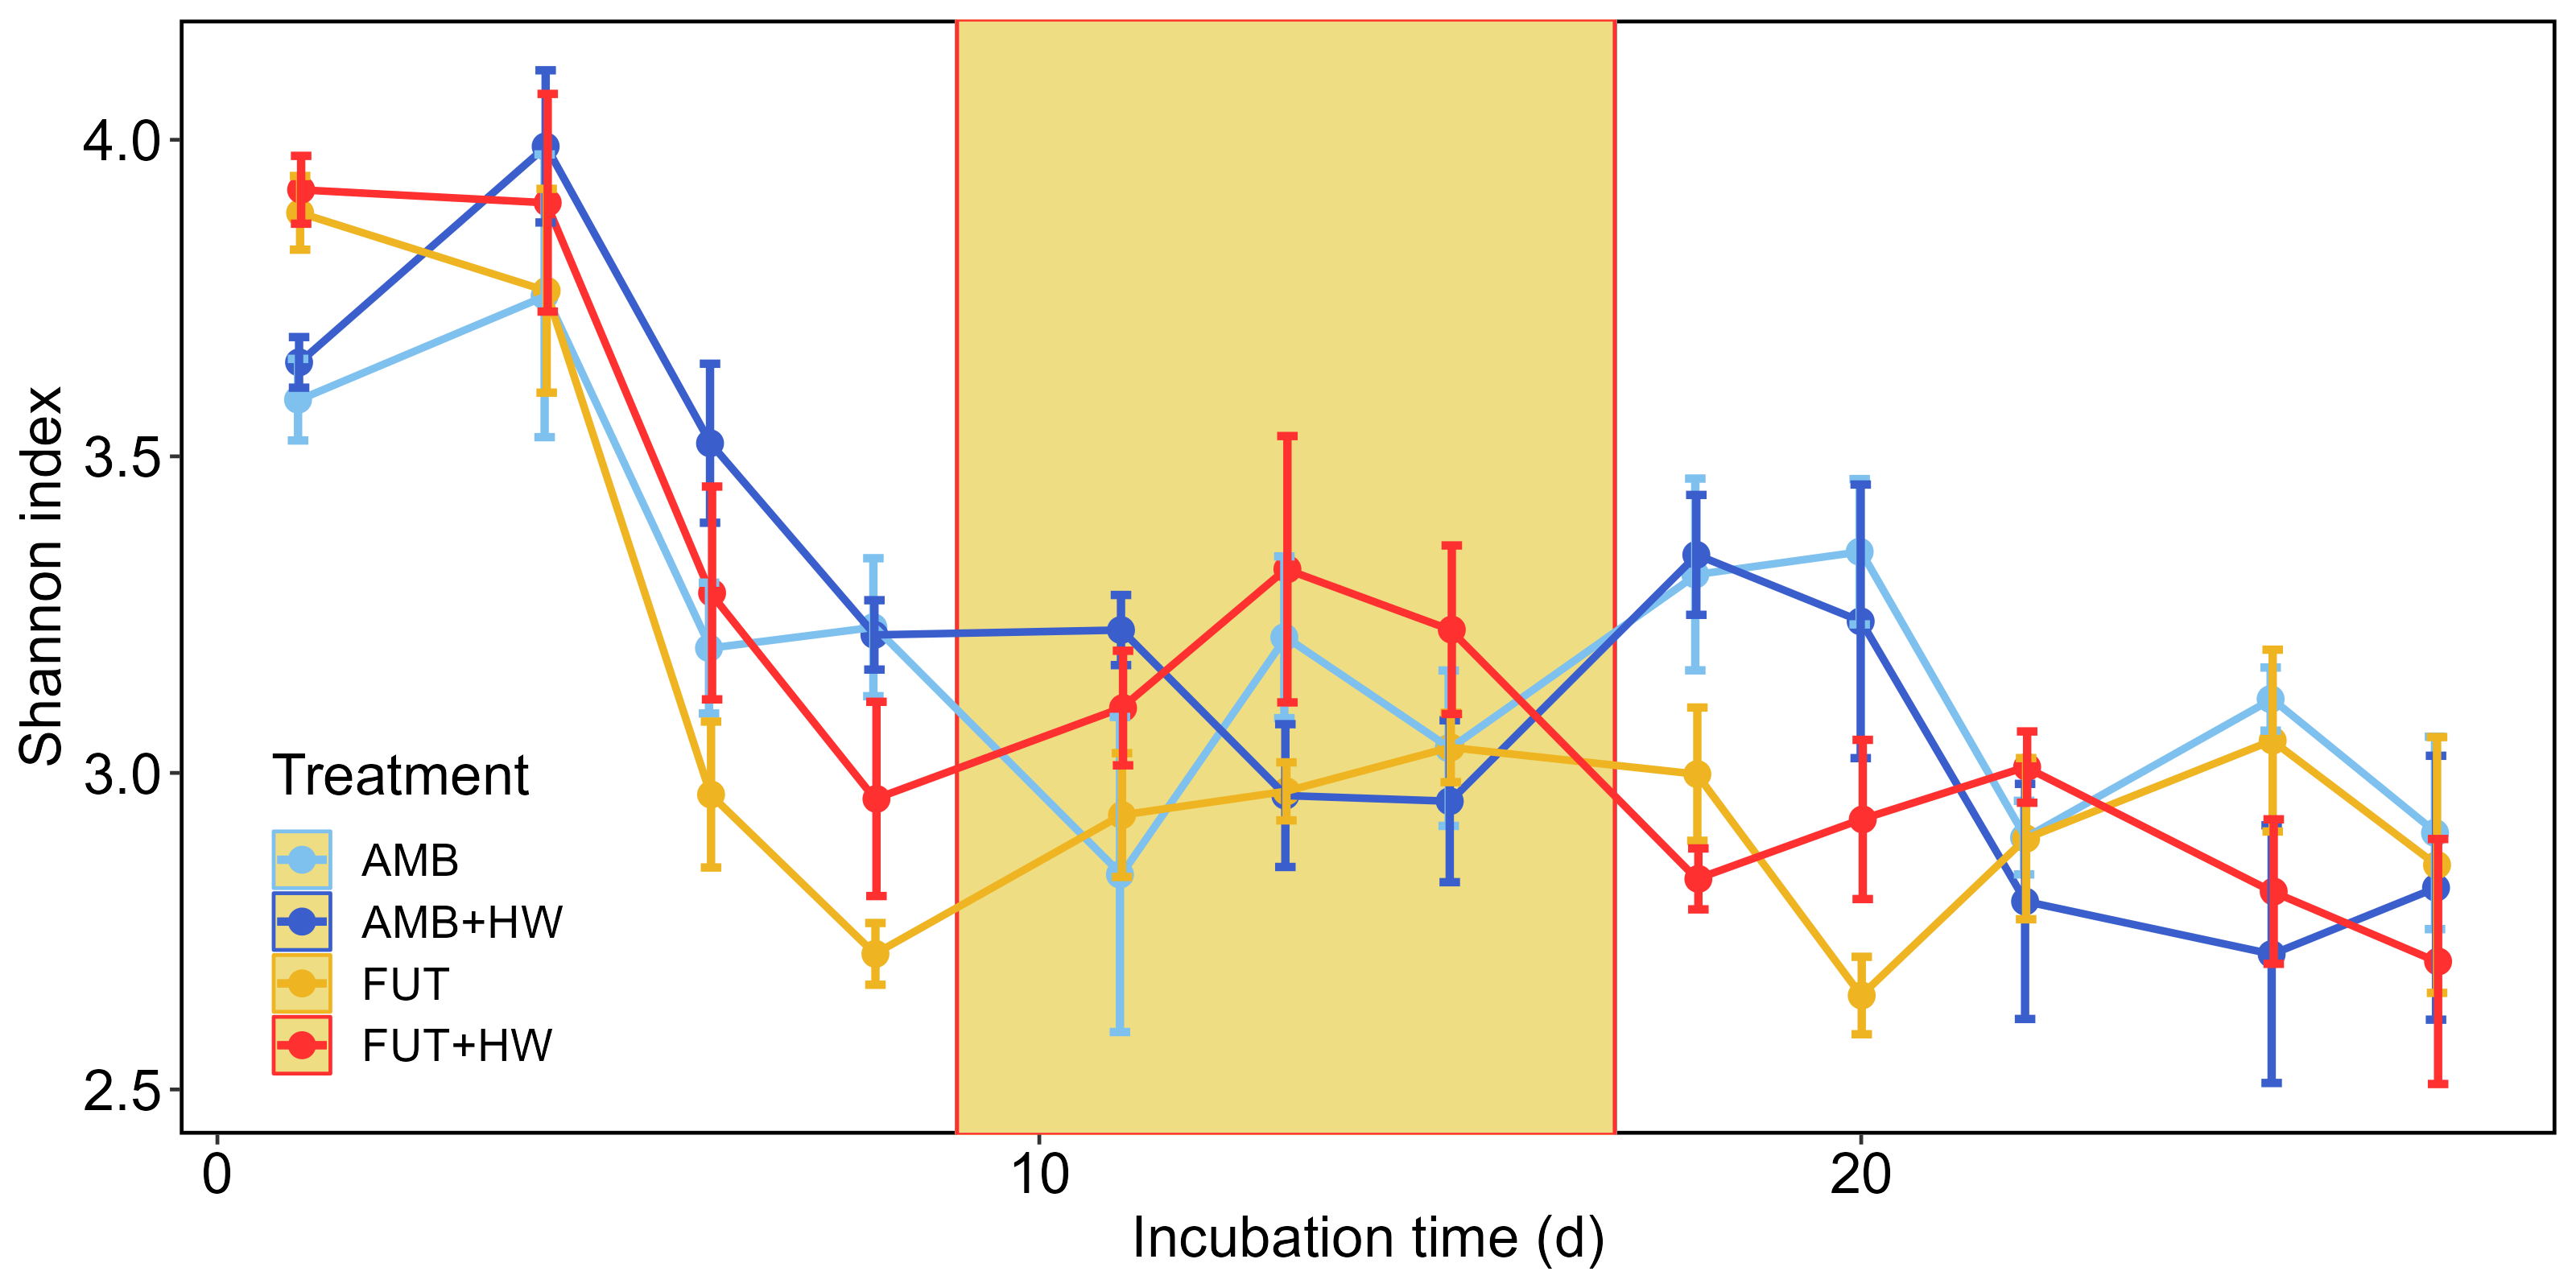 Shannon index
4.0
3.5
3.0
2.5
Treatment
AMB
AMB+HW
FUT
FUT+HW
0 10 20
Incubation time (d)